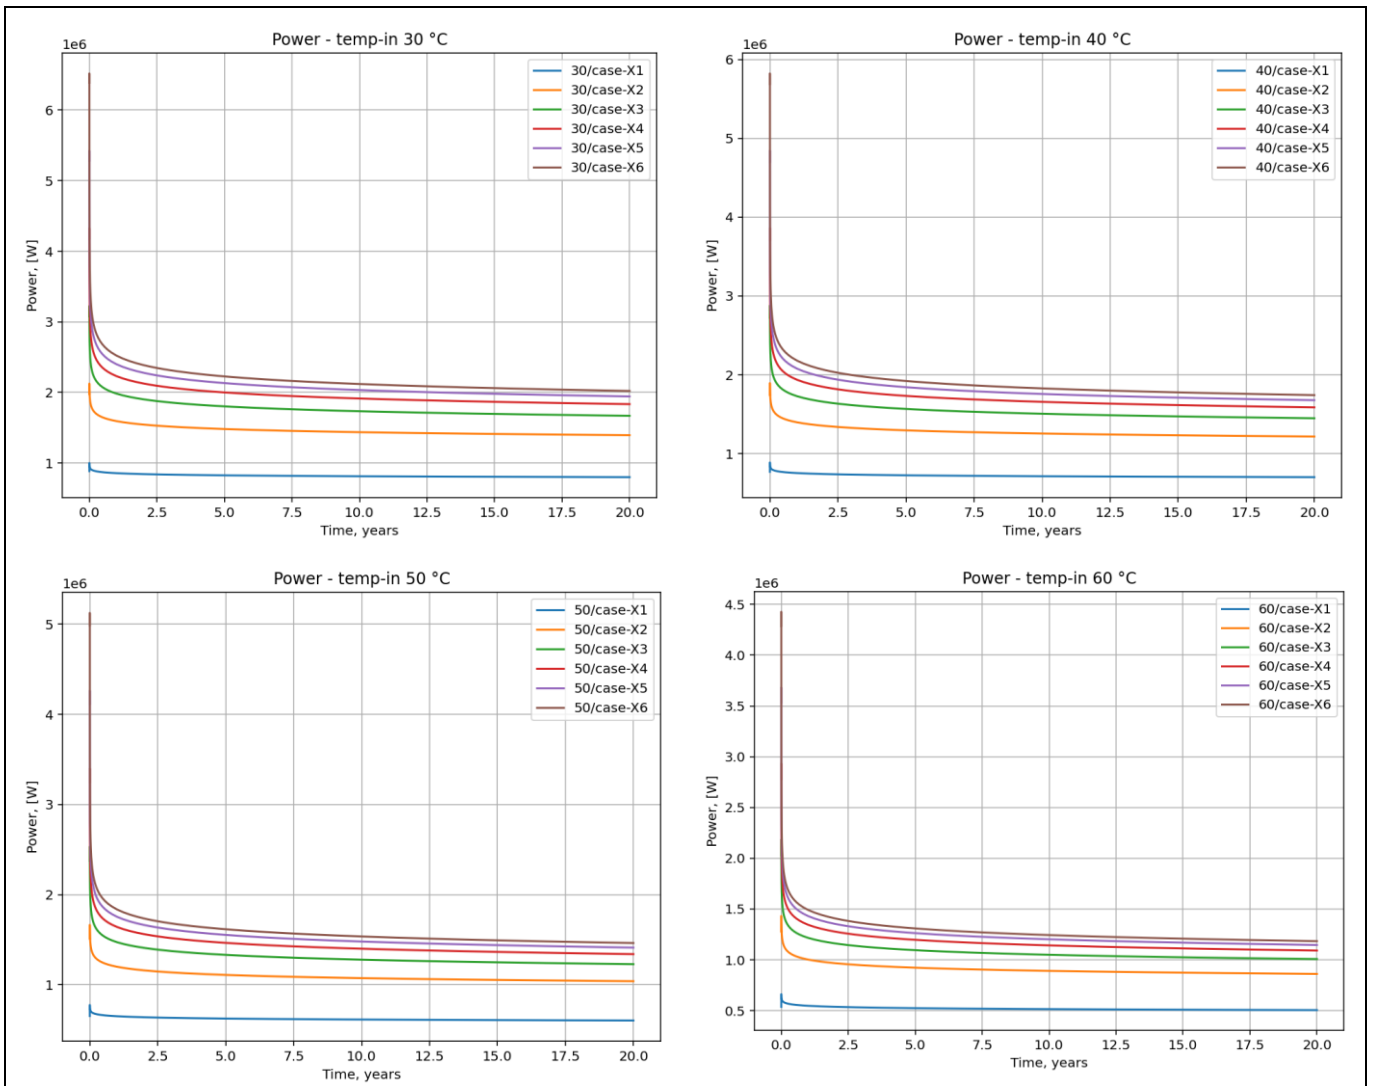 Power - temp-in 30 °C
1e6
30/case-X1
30/case-X2
30/case-X3
30/case-X4
30/case-X5
30/case-X6
6
5
4
3
2
1
Power, [W]
0.0 2.5 5.0 7.5 10.0 12.5 15.0 17.5 20.0
Time, years
Power - temp-in 40 °C
1e6
40/case-X1
40/case-X2
40/case-X3
40/case-X4
40/case-X5
40/case-X6
6
5
4
3
2
1
Power, [W]
0.0 2.5 5.0 7.5 10.0 12.5 15.0 17.5 20.0
Time, years
Power - temp-in 50 °C
1e6
50/case-X1
50/case-X2
50/case-X3
50/case-X4
50/case-X5
50/case-X6
5
4
3
2
1
Power, [W]
0.0 2.5 5.0 7.5 10.0 12.5 15.0 17.5 20.0
Time, years
Power - temp-in 60 °C
1e6
60/case-X1
60/case-X2
60/case-X3
60/case-X4
60/case-X5
60/case-X6
4.5
4.0
3.5
3.0
2.5
2.0
1.5
1.0
0.5
Power, [W]
0.0 2.5 5.0 7.5 10.0 12.5 15.0 17.5 20.0
Time, years